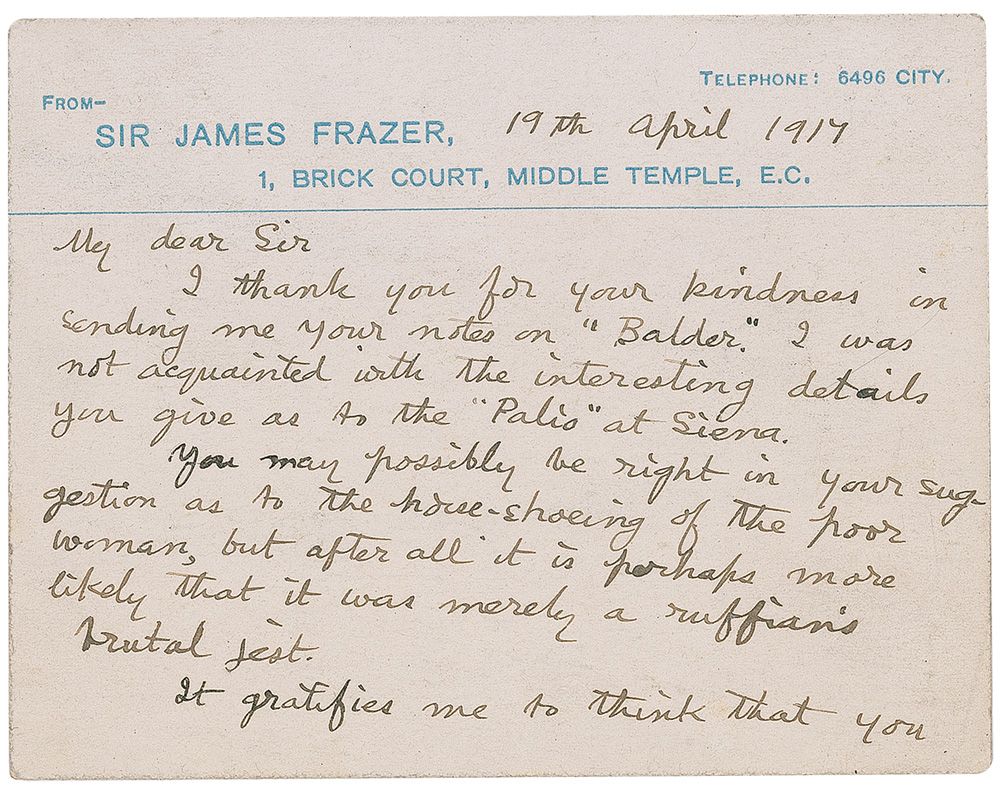 TELEPHONE: 6496 CITY.
FROM-
SIR JAMES FRAZER, 19th April 1917
1, BRICK COURT, MIDDLE TEMPLE, E.C.
My dear Sir
I thank you for your kindness in
sending me your notes on "Balder." I was
not acquainted with the interesting details
you give as to the "Palio" at Siena.
You may possibly be right in your sug-
gestion as to the horse-shoeing of the poor
woman, but after all it is perhaps more
likely that it was merely a ruffian's
brutal jest.
It gratifies me to think that you